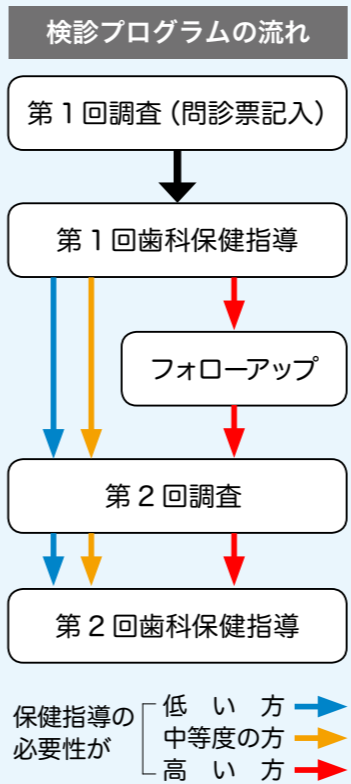 検診プログラムの流れ
第1回調査（問診票記入）
第1回歯科保健指導
フォローアップ
第2回調査
第2回歯科保健指導
保健指導の
必要性が
低い方
中等度の方
高い方